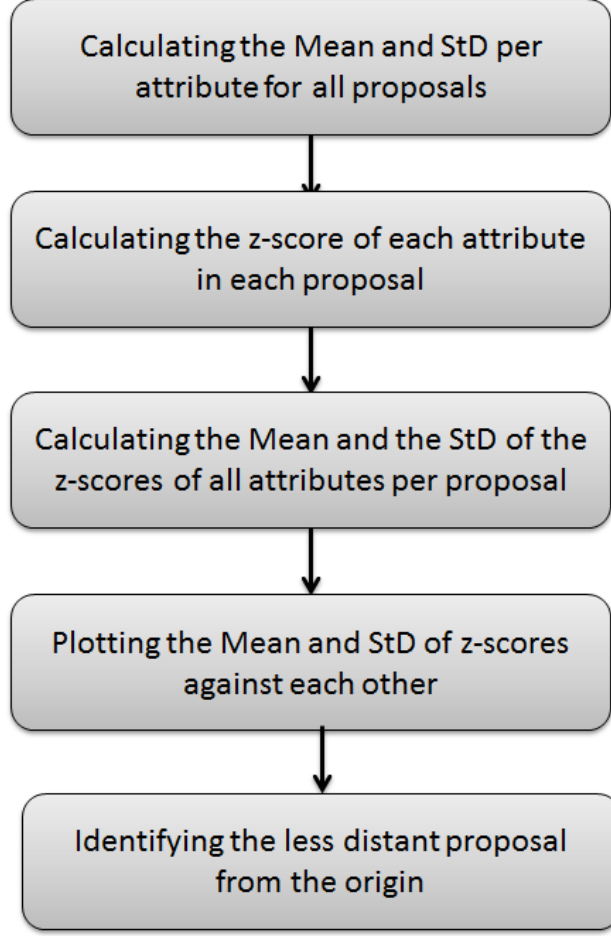 Calculating the Mean and StD per
attribute for all proposals
Calculating the z-score of each attribute
in each proposal
Calculating the Mean and the StD of the
z-scores of all attributes per proposal
Plotting the Mean and StD of z-scores
against each other
Identifying the less distant proposal
from the origin